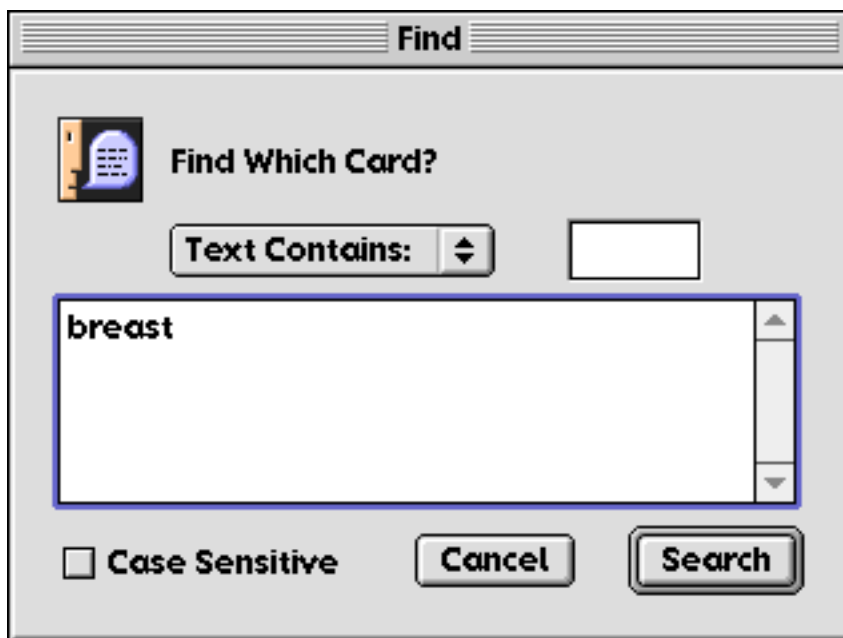 Find
Find Which Card?
Text Contains:
breast
Case Sensitive
Cancel
Search